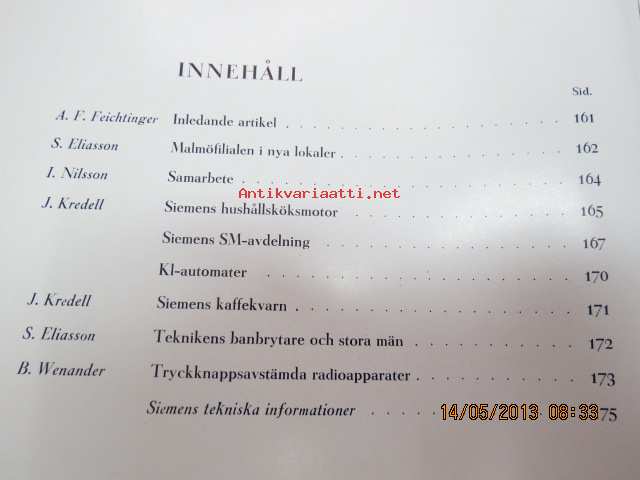 INNEHÅLL
Sid.
A. F. Feichtinger Inledande artikel 161
S. Eliasson Malmöfilialen i nya lokaler 162
I. Nilsson Samarbete 164
Antikvariaatti.net
J. Kredell Siemens hushållsköksmotor 165
Siemens SM-avdelning 167
Kl-automater 170
J. Kredell Siemens kaffekvarn 171
S. Eliasson Teknikens banbrytare och stora män 172
B. Wenander Tryckknappsavstämda radioapparater 173
Siemens tekniska informationer 75
14/05/2013 08:33